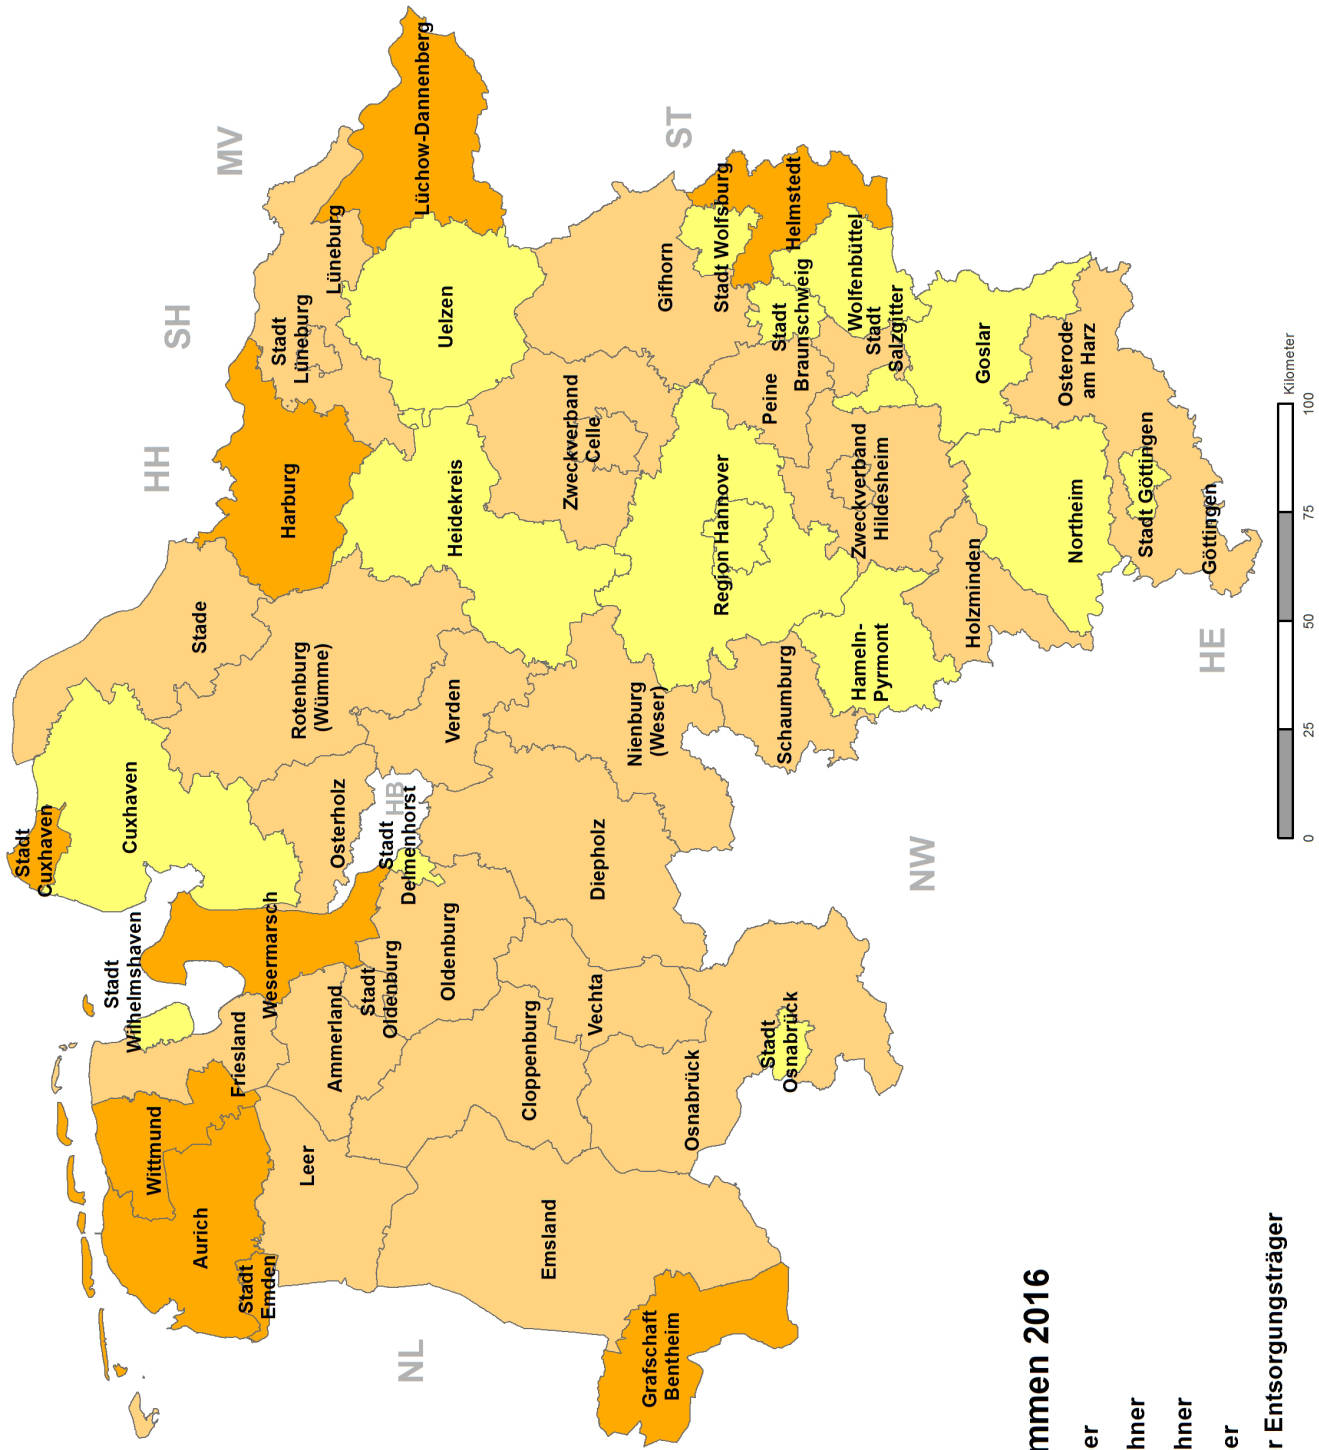 MV
SH
HH
ST
NL
HB
NW
HE
Stadt
Cuxhaven
Cuxhaven
Stade
Harburg
Stadt
Lüneburg
Lüneburg
Lüchow-Dannenberg
Stadt
Wilhelmshaven
Wittmund
Aurich
Stadt
Emden
Friesland
Wesermarsch
Osterholz
Rotenburg
(Wümme)
Heidekreis
Uelzen
Leer
Ammerland
Stadt
Oldenburg
Oldenburg
Stadt
Delmenhorst
Verden
Emsland
Cloppenburg
Vechta
Diepholz
Nienburg
(Weser)
Zweckverband
Celle
Gifhorn
Stadt Wolfsburg
Helmstedt
Grafschaft
Bentheim
Osnabrück
Stadt
Osnabrück
Schaumburg
Region Hannover
Peine
Stadt
Braunschweig
Wolfenbüttel
Stadt
Salzgitter
Hameln-
Pyrmont
Zweckverband
Hildesheim
Holzminden
Goslar
Northeim
Osterode
am Harz
Stadt Göttingen
Göttingen
mmen 2016
er
hner
hner
er
r Entsorgungsträger
0 25 50 75 100
Kilometer